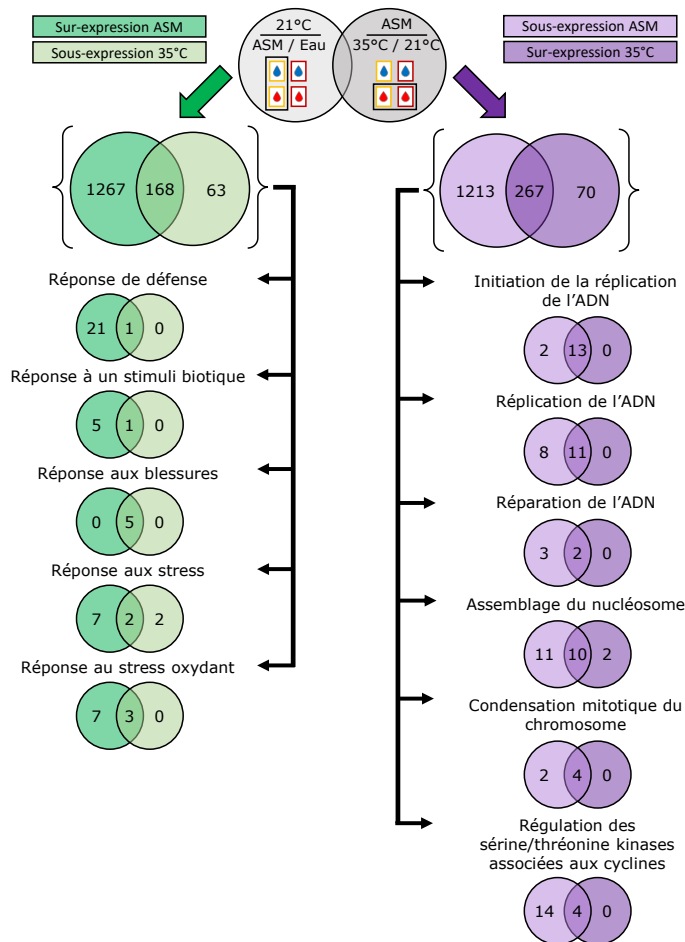 Sur-expression ASM
Sous-expression 35°C
21°C
ASM / Eau
ASM
35°C / 21°C
Sous-expression ASM
Sur-expression 35°C
1267 168 63
Réponse de défense
21 1 0
Réponse à un stimuli biotique
5 1 0
Réponse aux blessures
0 5 0
Réponse aux stress
7 2 2
Réponse au stress oxydant
7 3 0
1213 267 70
Initiation de la réplication
de l'ADN
2 13 0
Réplication de l'ADN
8 11 0
Réparation de l'ADN
3 2 0
Assemblage du nucléosome
11 10 2
Condensation mitotique du
chromosome
2 4 0
Régulation des
sérine/thréonine kinases
associées aux cyclines
14 4 0